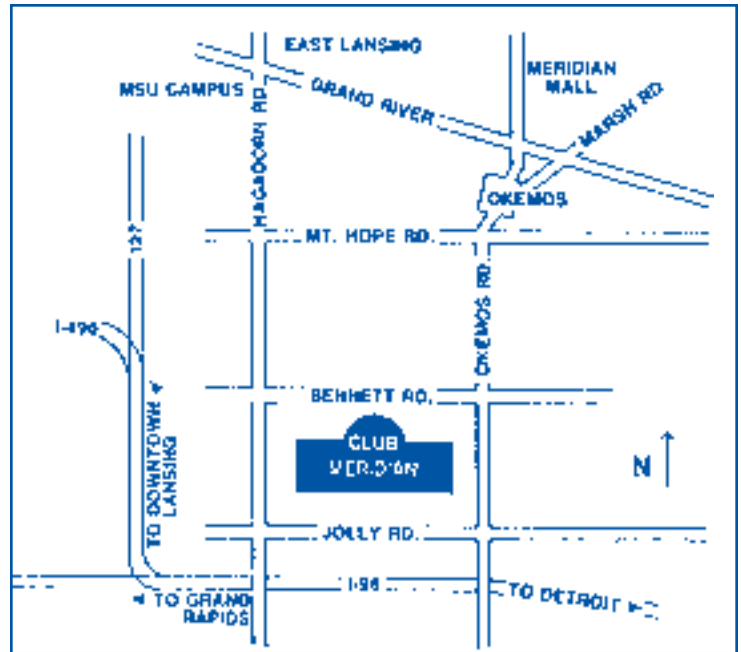 EAST LANSING
MSU CAMPUS
GRAND RIVER
MERIDIAN
MALL
MARSH RD
HAGADORN RD.
OKEMOS
127
MT. HOPE RD.
I-496
OKEMOS RD.
BENNETT RD.
CLUB
MERIDIAN
N
TO DOWNTOWN
LANSING
JOLLY RD.
I-96
TO GRAND
RAPIDS
TO DETROIT